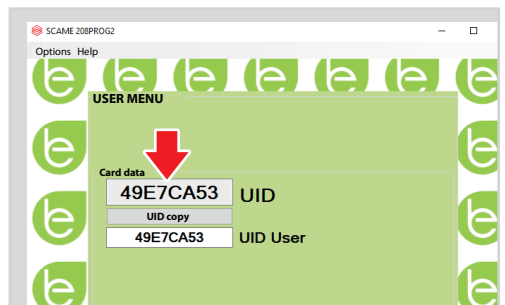 SCAME 208PROG2
Options Help
USER MENU
Card data
49E7CA53 UID
UID copy
49E7CA53 UID User